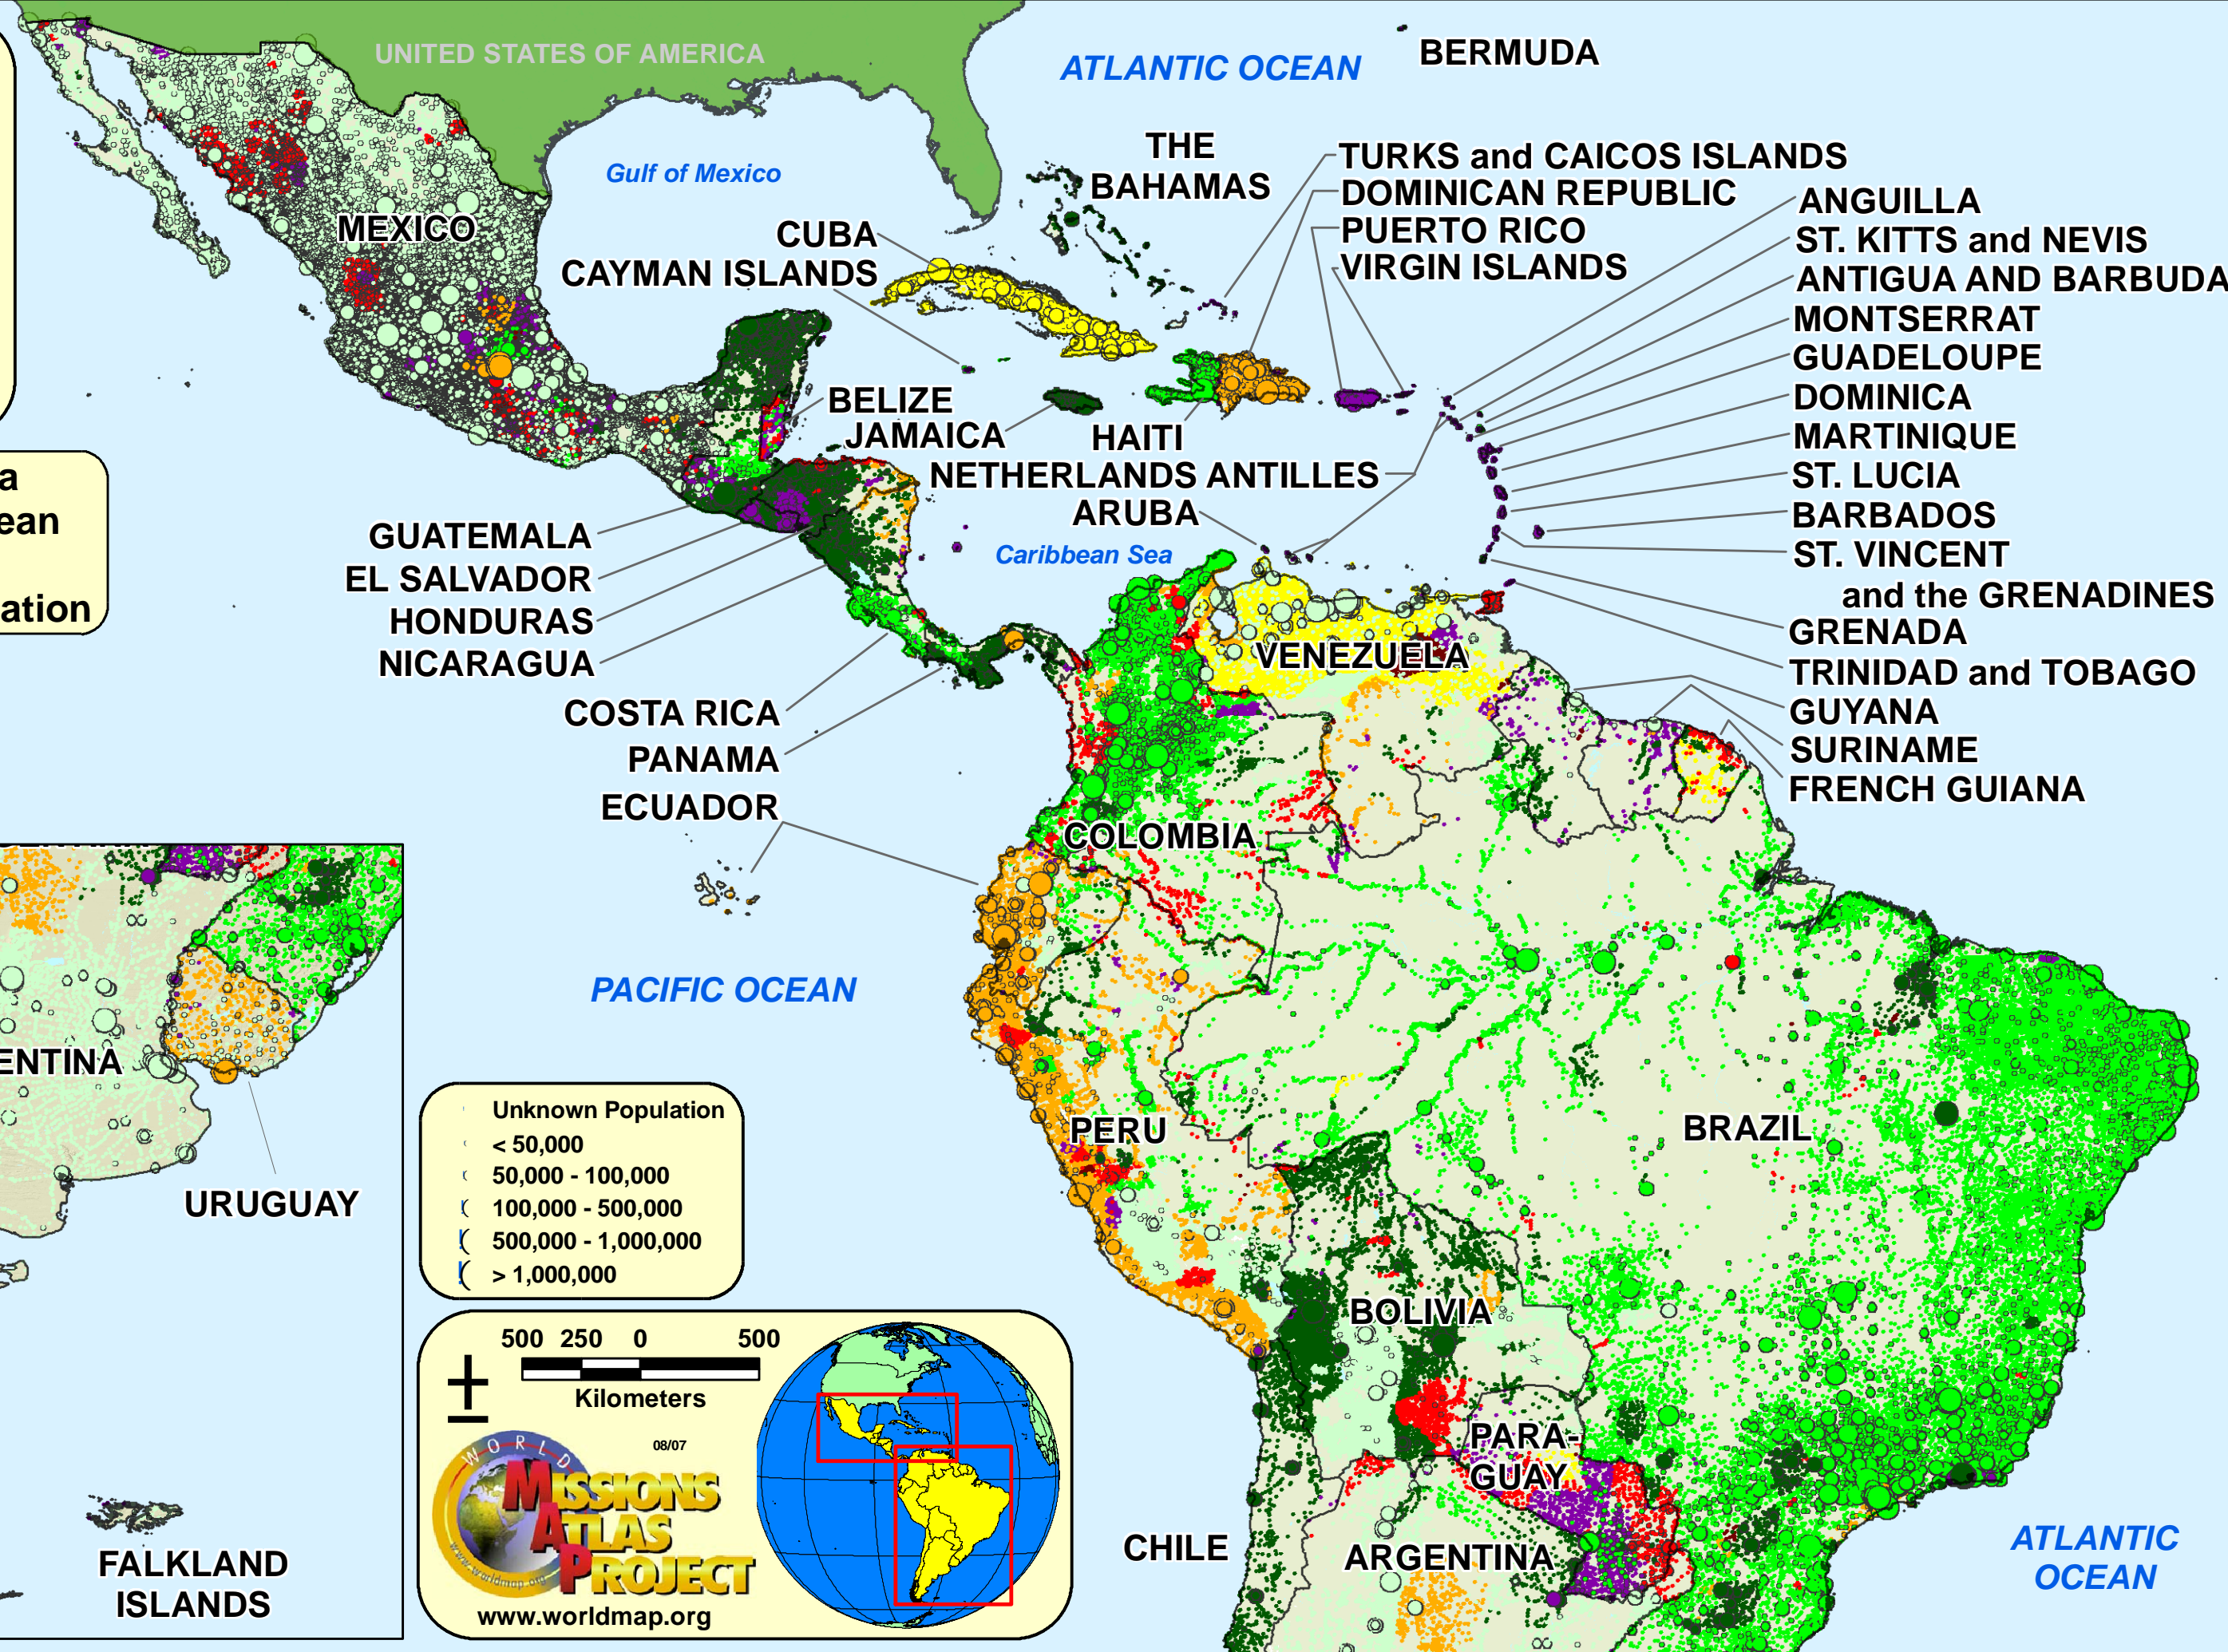 UNITED STATES OF AMERICA
ATLANTIC OCEAN
BERMUDA
THE
BAHAMAS
Gulf of Mexico
TURKS and CAICOS ISLANDS
DOMINICAN REPUBLIC
PUERTO RICO
VIRGIN ISLANDS
ANGUILLA
ST. KITTS and NEVIS
ANTIGUA AND BARBUDA
MONTSERRAT
GUADELOUPE
DOMINICA
MARTINIQUE
ST. LUCIA
BARBADOS
ST. VINCENT
and the GRENADINES
GRENADA
TRINIDAD and TOBAGO
GUYANA
SURINAME
FRENCH GUIANA
MEXICO
CUBA
CAYMAN ISLANDS
BELIZE
JAMAICA
HAITI
NETHERLANDS ANTILLES
ARUBA
Caribbean Sea
a
ean
ation
GUATEMALA
EL SALVADOR
HONDURAS
NICARAGUA
COSTA RICA
PANAMA
ECUADOR
VENEZUELA
COLOMBIA
PACIFIC OCEAN
PERU
BRAZIL
BOLIVIA
PARA-
GUAY
CHILE
ARGENTINA
ATLANTIC
OCEAN
ENTINA
URUGUAY
FALKLAND
ISLANDS
Unknown Population
< 50,000
50,000 - 100,000
100,000 - 500,000
500,000 - 1,000,000
> 1,000,000
500 250 0 500
Kilometers
08/07
WORLD
MISSIONS
ATLAS
PROJECT
www.worldmap.org
www.worldmap.org